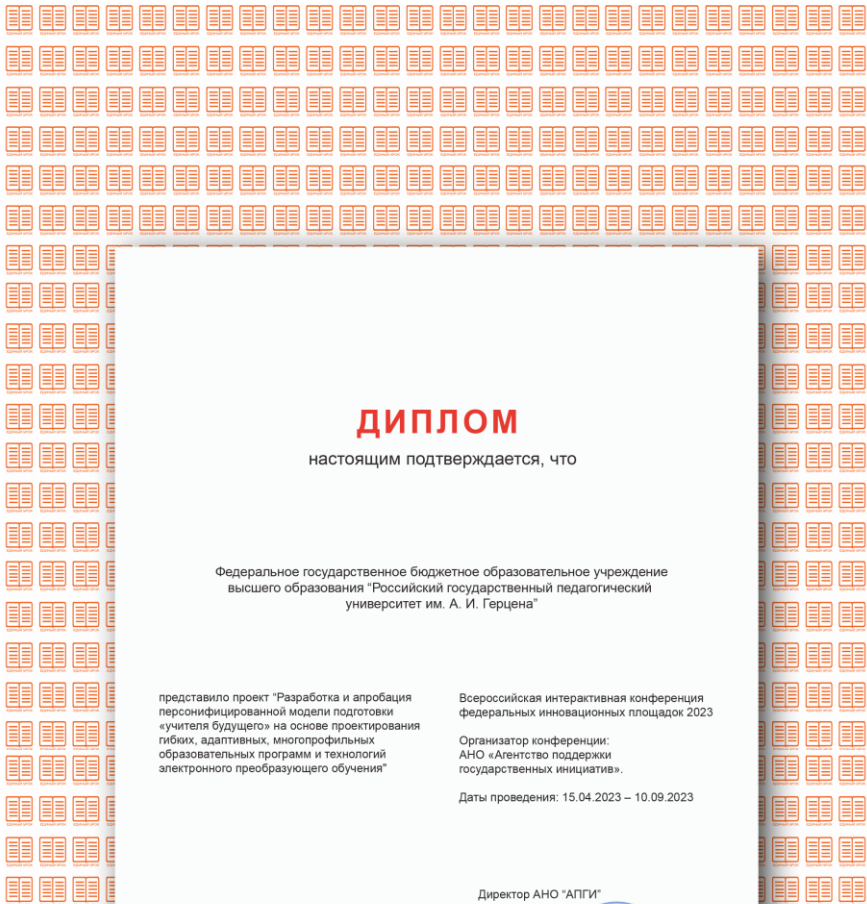 ДИПЛОМ
настоящим подтверждается, что
Федеральное государственное бюджетное образовательное учреждение
высшего образования “Российский государственный педагогический
университет им. А. И. Герцена”
представило проект “Разработка и апробация
персонифицированной модели подготовки
«учителя будущего» на основе проектирования
гибких, адаптивных, многопрофильных
образовательных программ и технологий
электронного преобразующего обучения"
Всероссийская интерактивная конференция
федеральных инновационных площадок 2023
Организатор конференции:
АНО «Агентство поддержки
государственных инициатив».
Даты проведения: 15.04.2023 – 10.09.2023
Директор АНО “АПГИ”